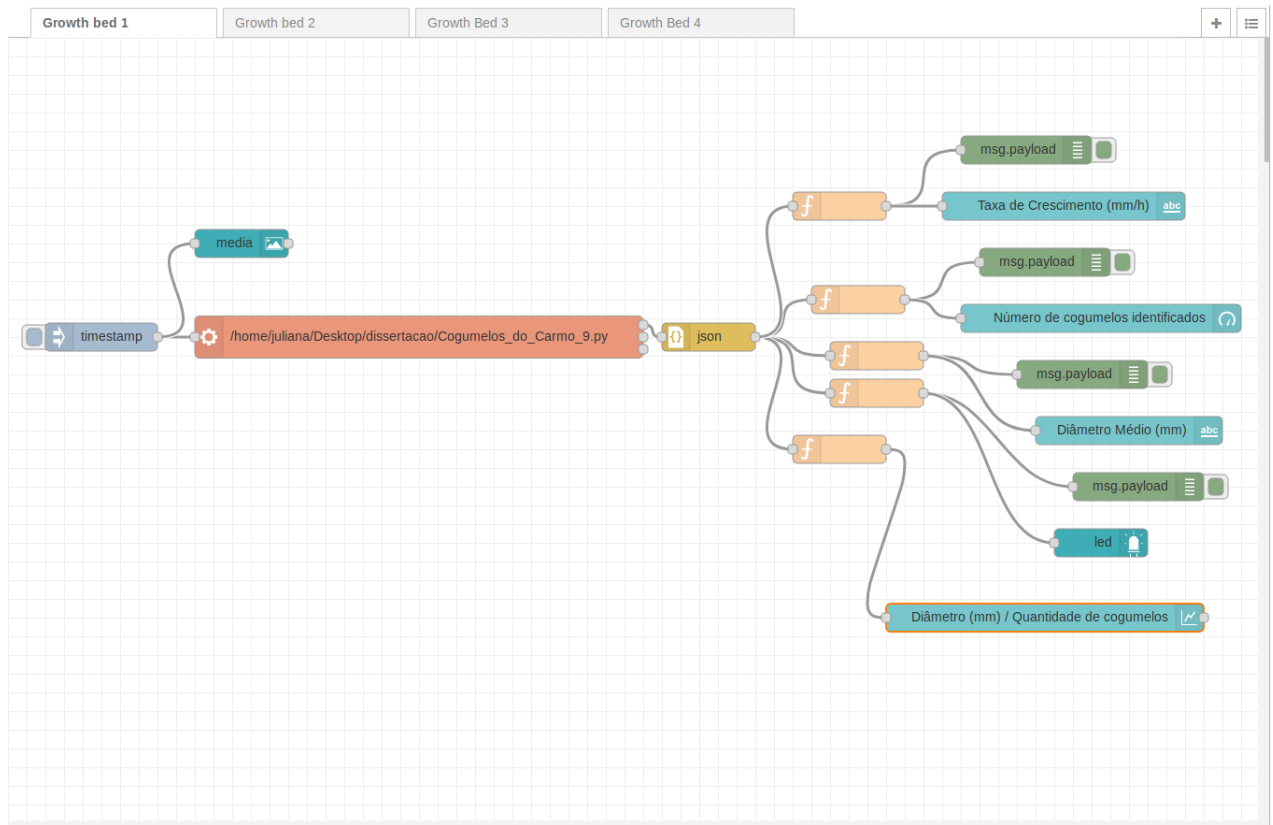 Growth bed 1
Growth bed 2
Growth Bed 3
Growth Bed 4
msg.payload
Taxa de Crescimento (mm/h)
abc
media
msg.payload
Número de cogumelos identificados
timestamp
/home/juliana/Desktop/dissertacao/Cogumelos_do_Carmo_9.py
json
msg.payload
Diâmetro Médio (mm)
abc
msg.payload
led
Diâmetro (mm) / Quantidade de cogumelos